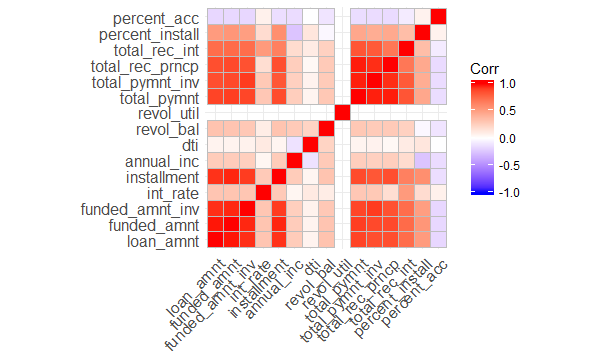 percent_acc
percent_install
total_rec_int
total_rec_prncp
total_pymnt_inv
total_pymnt
revol_util
revol_bal
dti
annual_inc
installment
int_rate
funded_amnt_inv
funded_amnt
loan_amnt
loan_amnt
funded_amnt
funded_amnt_inv
int_rate
installment
annual_inc
dti
revol_bal
revol_util
total_pymnt
total_pymnt_inv
total_rec_prncp
total_rec_int
percent_install
percent_acc
Corr
1.0
0.5
0.0
-0.5
-1.0